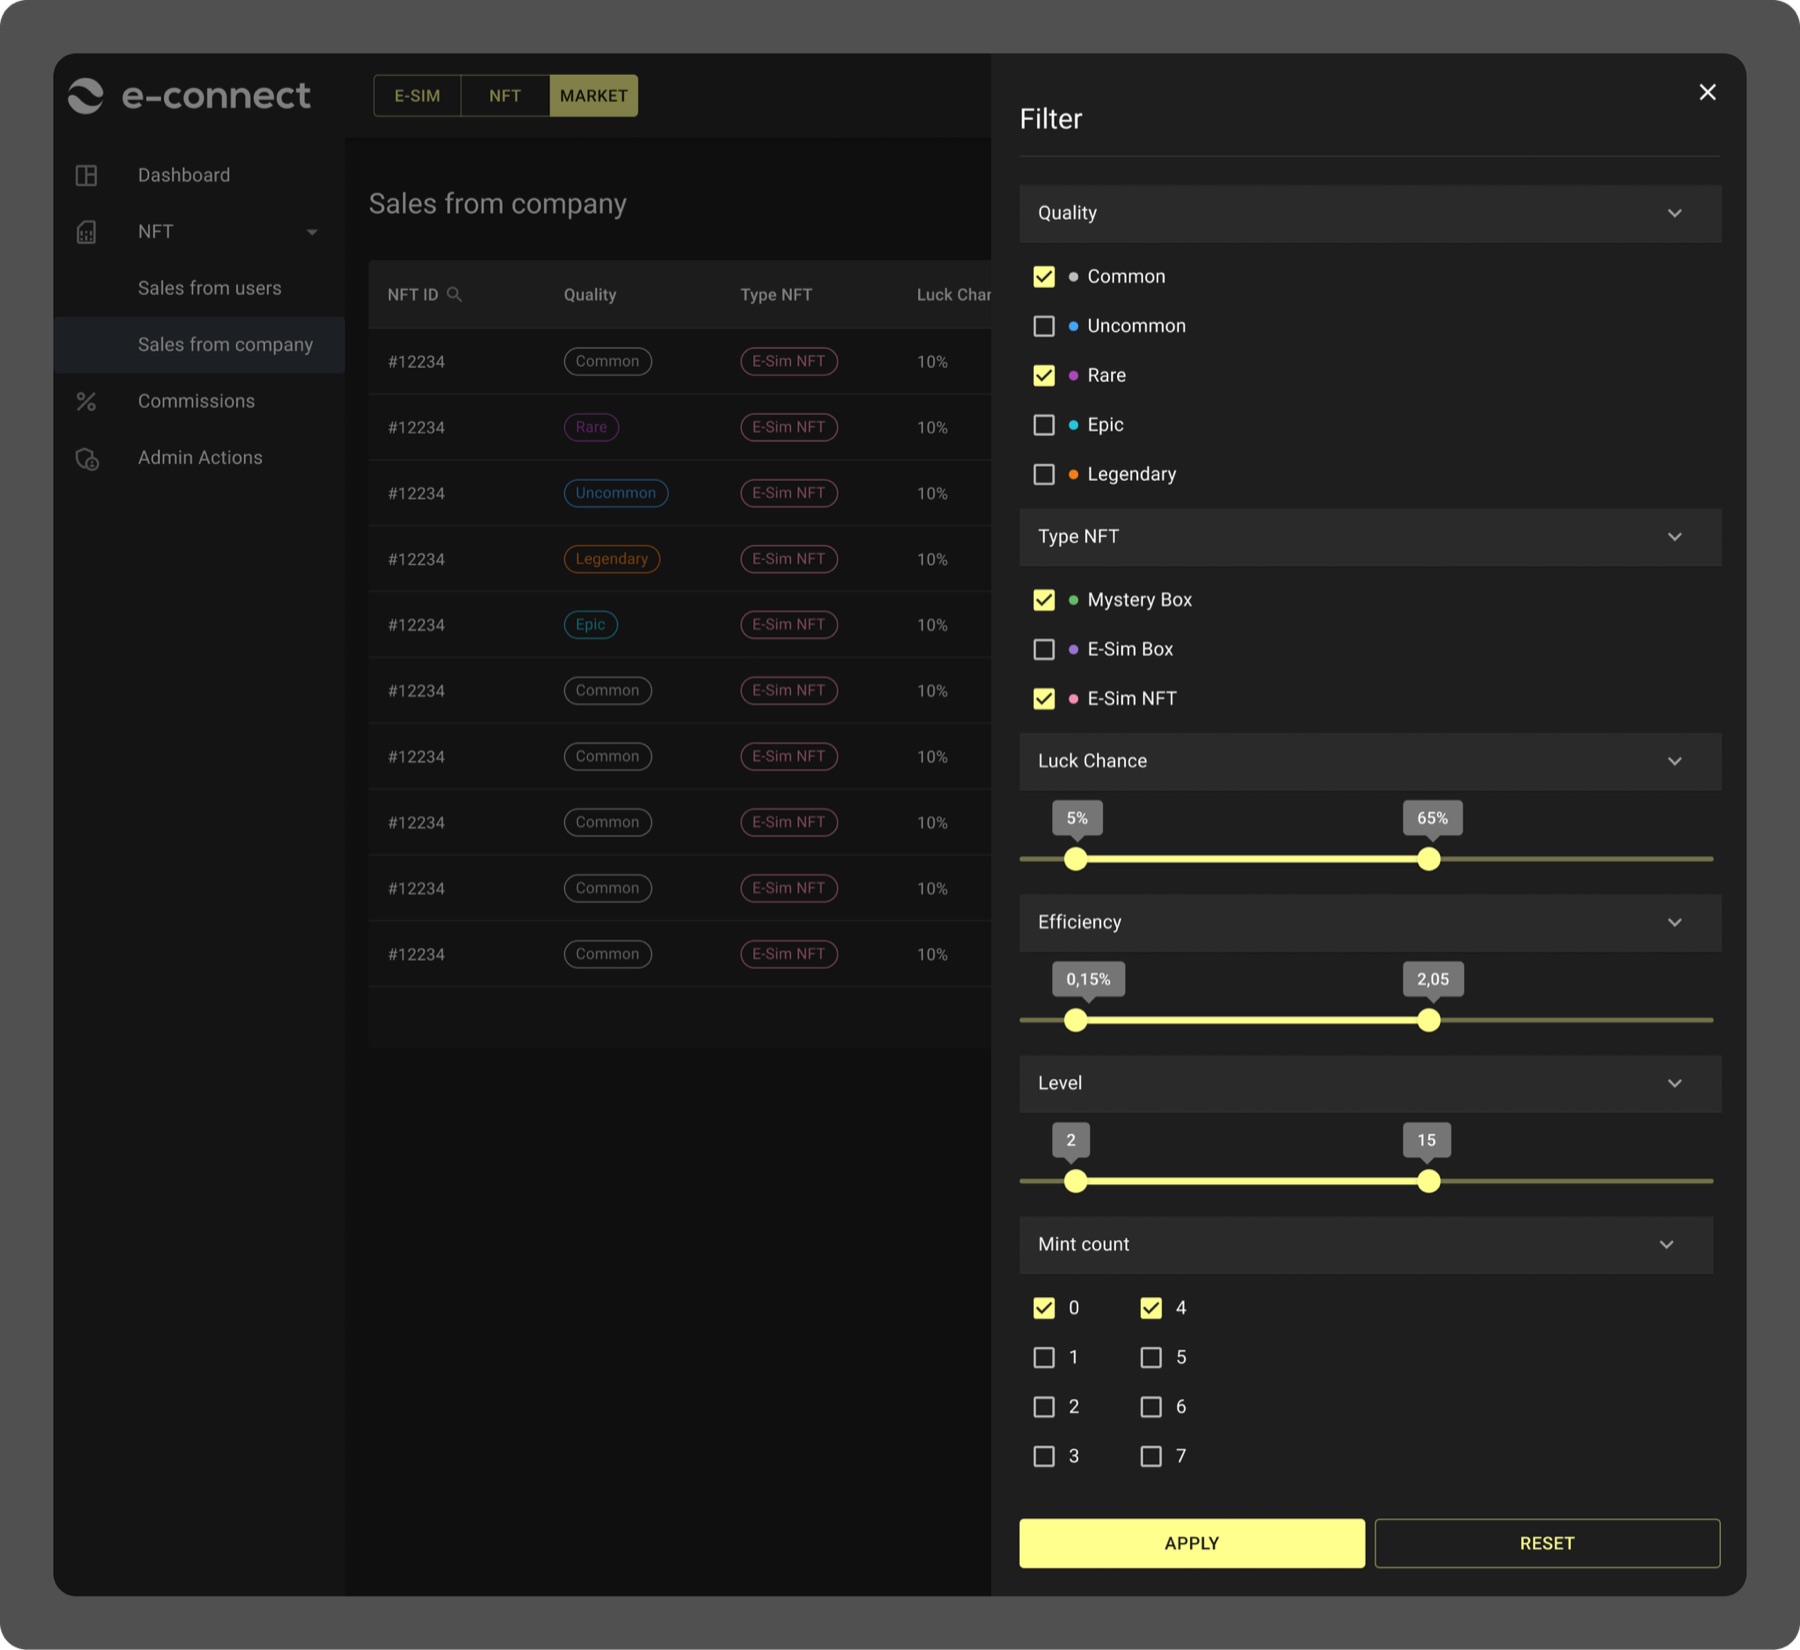 e-connect
E-SIM NFT MARKET
Dashboard
NFT
Sales from users
Sales from company
Commissions
Admin Actions
Sales from company
NFT ID Quality Type NFT Luck Chan
#12234 Common E-Sim NFT 10%
#12234 Rare E-Sim NFT 10%
#12234 Uncommon E-Sim NFT 10%
#12234 Legendary E-Sim NFT 10%
#12234 Epic E-Sim NFT 10%
#12234 Common E-Sim NFT 10%
#12234 Common E-Sim NFT 10%
#12234 Common E-Sim NFT 10%
#12234 Common E-Sim NFT 10%
#12234 Common E-Sim NFT 10%
Filter
Quality
Common
Uncommon
Rare
Epic
Legendary
Type NFT
Mystery Box
E-Sim Box
E-Sim NFT
Luck Chance
5% 65%
Efficiency
0,15% 2,05
Level
2 15
Mint count
0 4
1 5
2 6
3 7
APPLY RESET